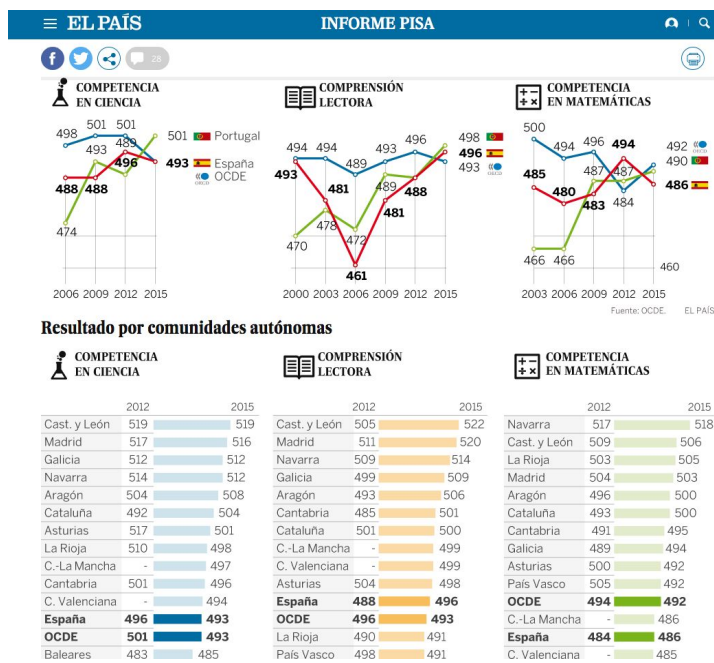 EL PAÍS
INFORME PISA
28
COMPETENCIA
EN CIENCIA
498
501
501
493
489
496
488
488
474
501 Portugal
493 España
OCDE
OECD
2006 2009 2012 2015
COMPRENSIÓN
LECTORA
494
494
489
493
496
493
481
478
470
472
461
489
481
488
498
496
493
OECD
2000 2003 2006 2009 2012 2015
COMPETENCIA
EN MATEMÁTICAS
500
494
496
494
485
480
483
487
487
484
466
466
492
OECD
490
486
460
2003 2006 2009 2012 2015
Fuente: OCDE. EL PAÍS
Resultado por comunidades autónomas
COMPETENCIA
EN CIENCIA
2012 2015
Cast. y León 519 519
Madrid 517 516
Galicia 512 512
Navarra 514 512
Aragón 504 508
Cataluña 492 504
Asturias 517 501
La Rioja 510 498
C.-La Mancha - 497
Cantabria 501 496
C. Valenciana - 494
España 496 493
OCDE 501 493
Baleares 483 485
COMPRENSIÓN
LECTORA
2012 2015
Cast. y León 505 522
Madrid 511 520
Navarra 509 514
Galicia 499 509
Aragón 493 506
Cantabria 485 501
Cataluña 501 500
C.-La Mancha - 499
C. Valenciana - 499
Asturias 504 498
España 488 496
OCDE 496 493
La Rioja 490 491
País Vasco 498 491
COMPETENCIA
EN MATEMÁTICAS
2012 2015
Navarra 517 518
Cast. y León 509 506
La Rioja 503 505
Madrid 504 503
Aragón 496 500
Cataluña 493 500
Cantabria 491 495
Galicia 489 494
Asturias 500 492
País Vasco 505 492
OCDE 494 492
C.-La Mancha - 486
España 484 486
C. Valenciana - 485